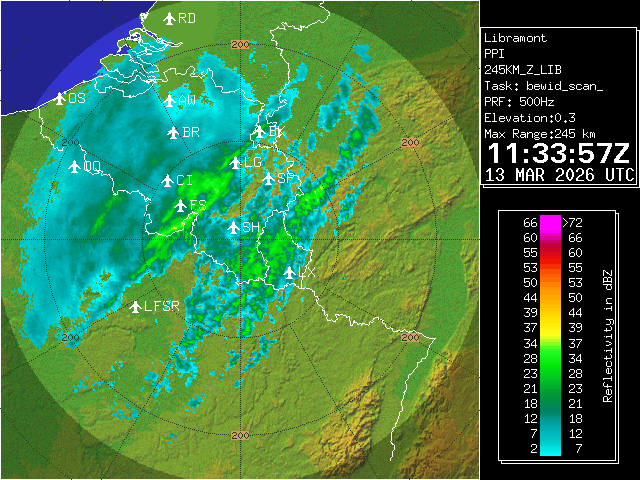 RD
200
OS
AW
BR
BK
200
200
QQ
LG
CI
SP
FS
SH
LX
LFSR
200
200
200
Libramont
PPI
245KM_Z_LIB
Task: bewid_scan_
PRF: 500Hz
Elevation:0.3
Max Range:245 km
11:33:57Z
13 MAR 2026 UTC
66 >72
60 66
55 60
53 55
50 53
44 50
39 44
37 39
34 37
28 34
23 28
21 23
18 21
12 18
7 12
2 7
Reflectivity in dBZ